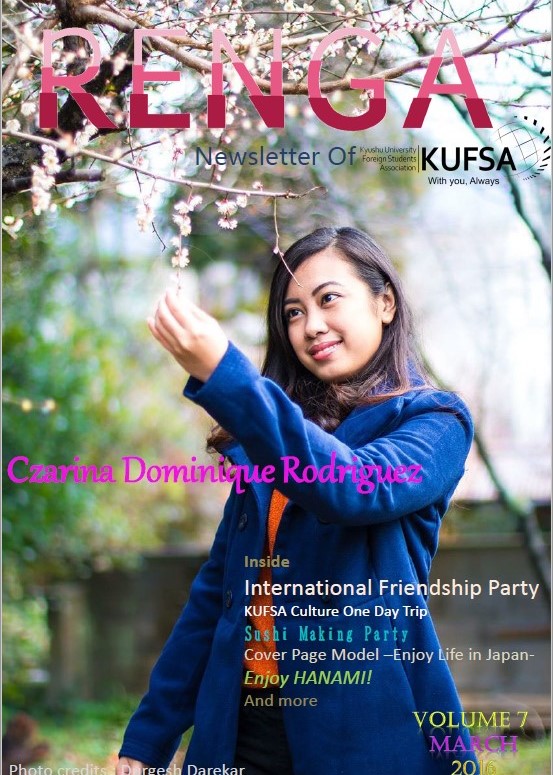 RENGA
Newsletter Of
Kyushu University
Foreign Students
Association
KUFSA
With you, Always
Czarina Dominique Rodriguez
Inside
International Friendship Party
KUFSA Culture One Day Trip
Sushi Making Party
Cover Page Model –Enjoy Life in Japan-
Enjoy HANAMI!
And more
VOLUME 7
MARCH
2016
Photo credits : Durgesh Darekar